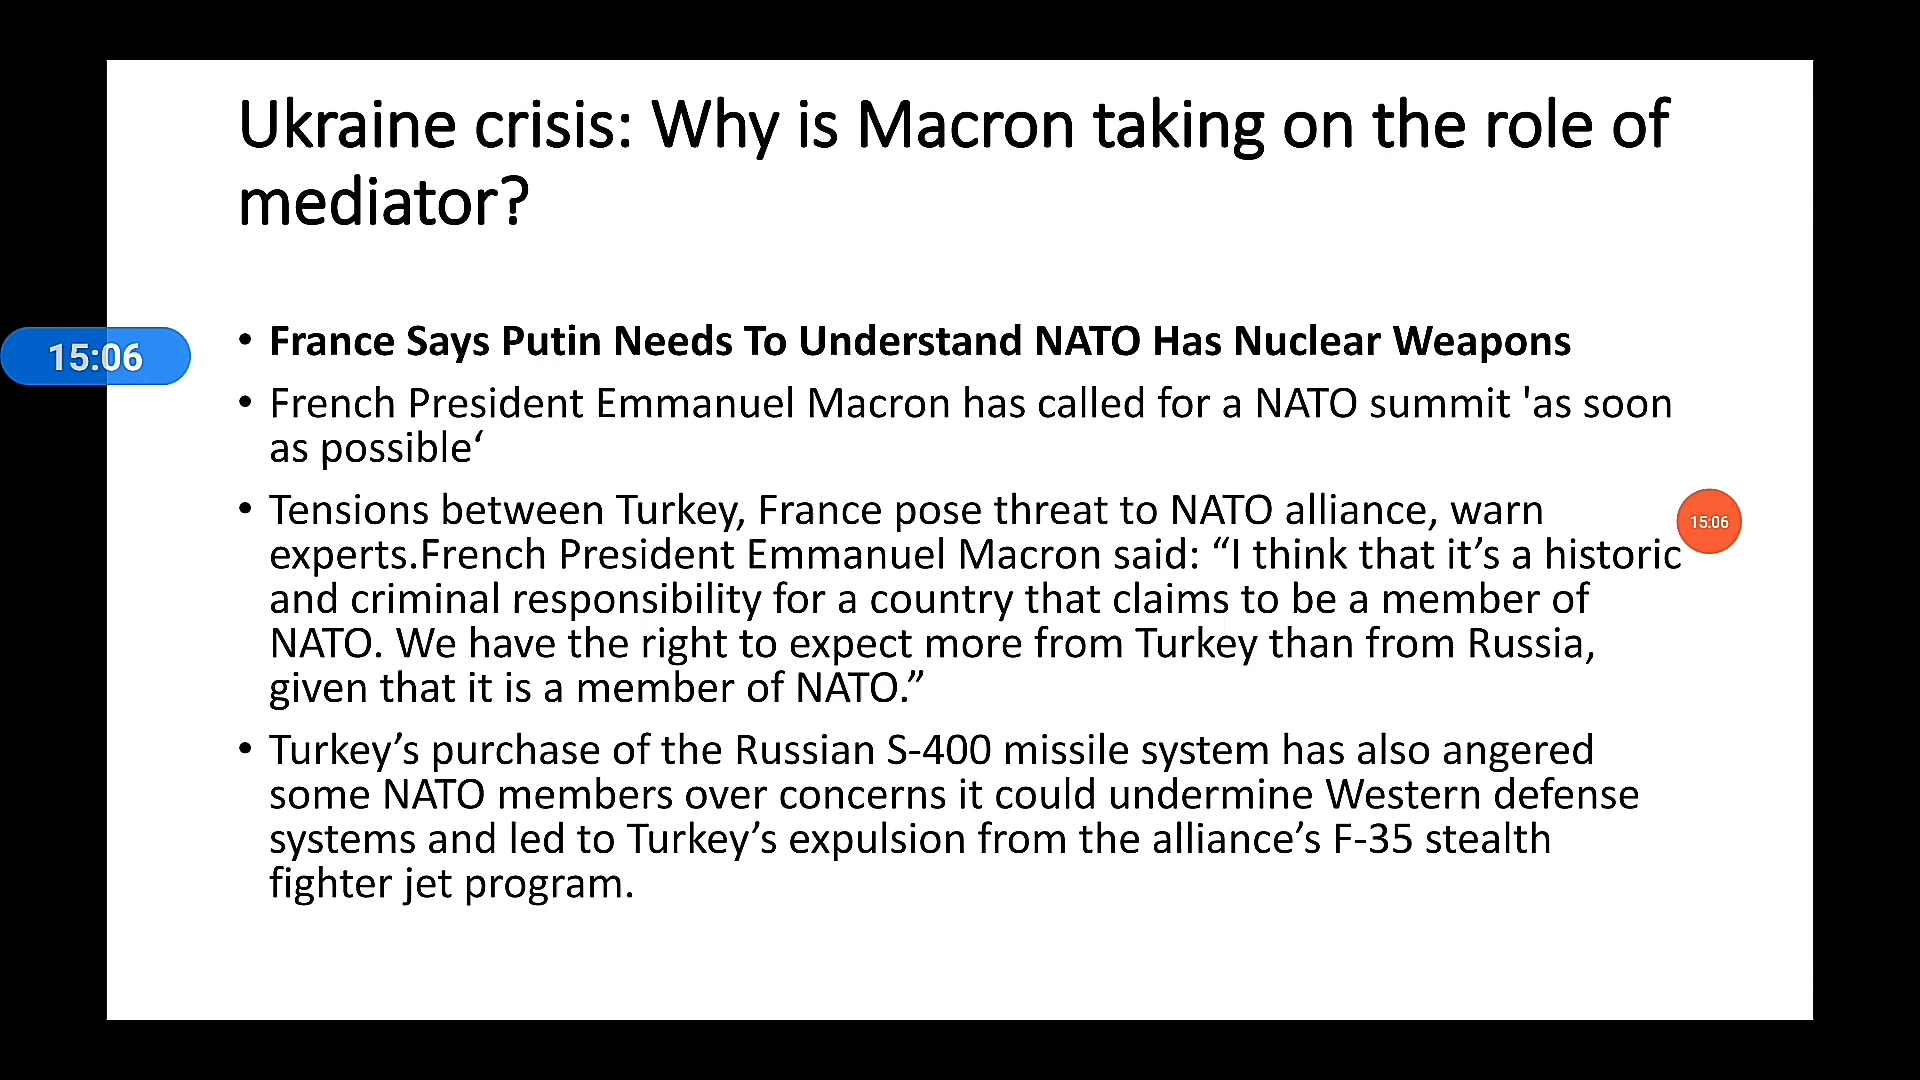 Ukraine crisis: Why is Macron taking on the role of
mediator?
• France Says Putin Needs To Understand NATO Has Nuclear Weapons
15:06
• French President Emmanuel Macron has called for a NATO summit 'as soon
as possible‘
• Tensions between Turkey, France pose threat to NATO alliance, warn
15:06
experts.French President Emmanuel Macron said: “I think that it’s a historic
and criminal responsibility for a country that claims to be a member of
NATO. We have the right to expect more from Turkey than from Russia,
given that it is a member of NATO.”
• Turkey’s purchase of the Russian S-400 missile system has also angered
some NATO members over concerns it could undermine Western defense
systems and led to Turkey’s expulsion from the alliance’s F-35 stealth
fighter jet program.